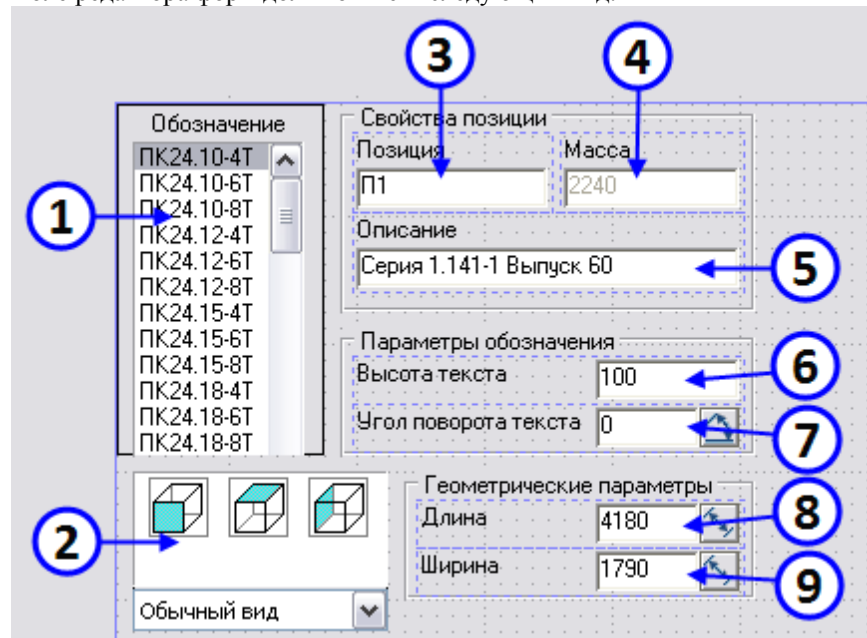 3
4
Обозначение
ПК24.10-4Т
ПК24.10-6Т
ПК24.10-8Т
ПК24.12-4Т
ПК24.12-6Т
ПК24.12-8Т
ПК24.15-4Т
ПК24.15-6Т
ПК24.15-8Т
ПК24.18-4Т
ПК24.18-6Т
ПК24.18-8Т
1
Свойства позиции
Позиция Масса
П1 2240
Описание
Серия 1.141-1 Выпуск 60
5
Параметры обозначения
Высота текста 100
6
Угол поворота текста 0
7
2
Обычный вид
Геометрические параметры
Длина 4180
8
Ширина 1790
9